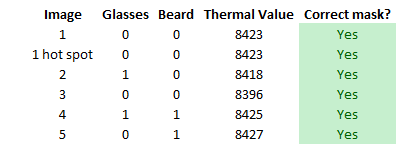 Image Glasses Beard Thermal Value Correct mask?
1 0 0 8423 Yes
1 hot spot 0 0 8423 Yes
2 1 0 8418 Yes
3 0 0 8396 Yes
4 1 1 8425 Yes
5 0 1 8427 Yes